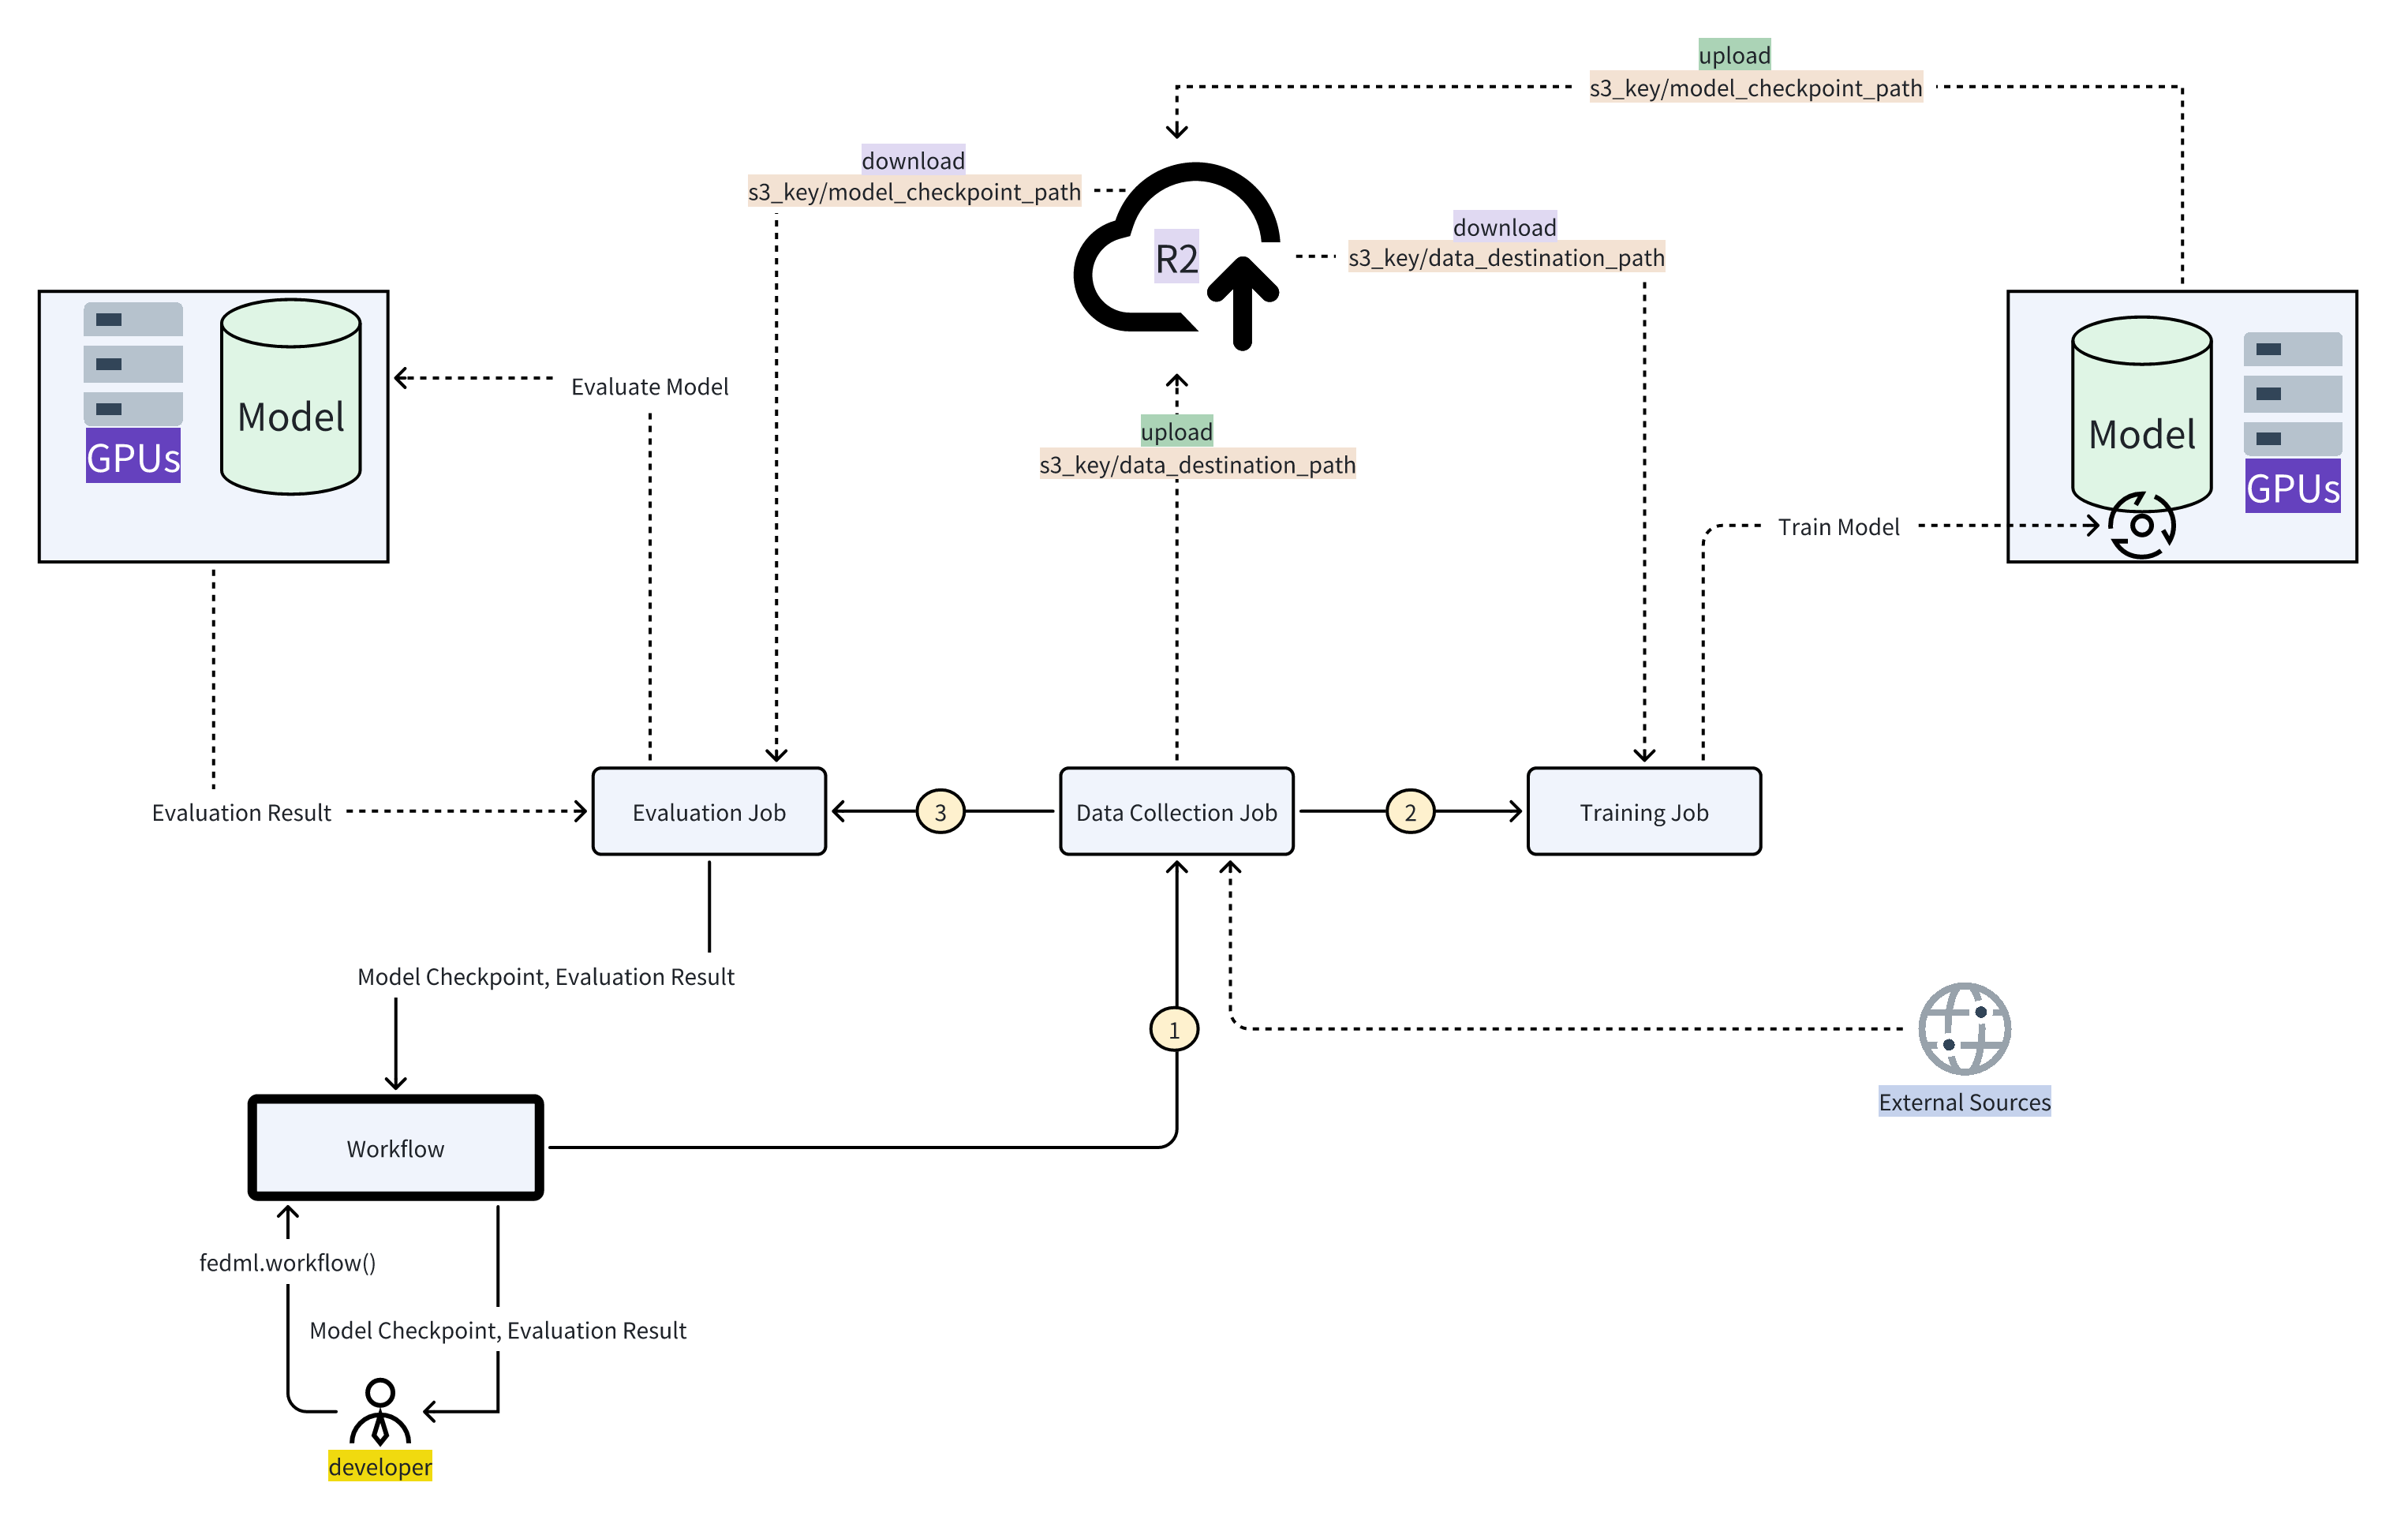 upload
s3_key/model_checkpoint_path
download
s3_key/model_checkpoint_path
download
s3_key/data_destination_path
R2
Evaluate Model
Model
GPUs
upload
s3_key/data_destination_path
Model
GPUs
Train Model
Evaluation Result
Evaluation Job
3
Data Collection Job
2
Training Job
Model Checkpoint, Evaluation Result
1
External Sources
Workflow
fedml.workflow()
Model Checkpoint, Evaluation Result
developer